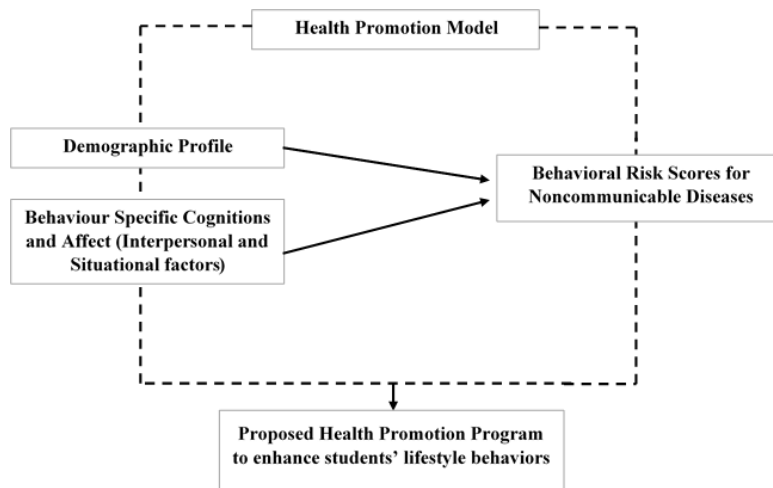 Health Promotion Model
Demographic Profile
Behaviour Specific Cognitions
and Affect (Interpersonal and
Situational factors)
Behavioral Risk Scores for
Noncommunicable Diseases
Proposed Health Promotion Program
to enhance students’ lifestyle behaviors